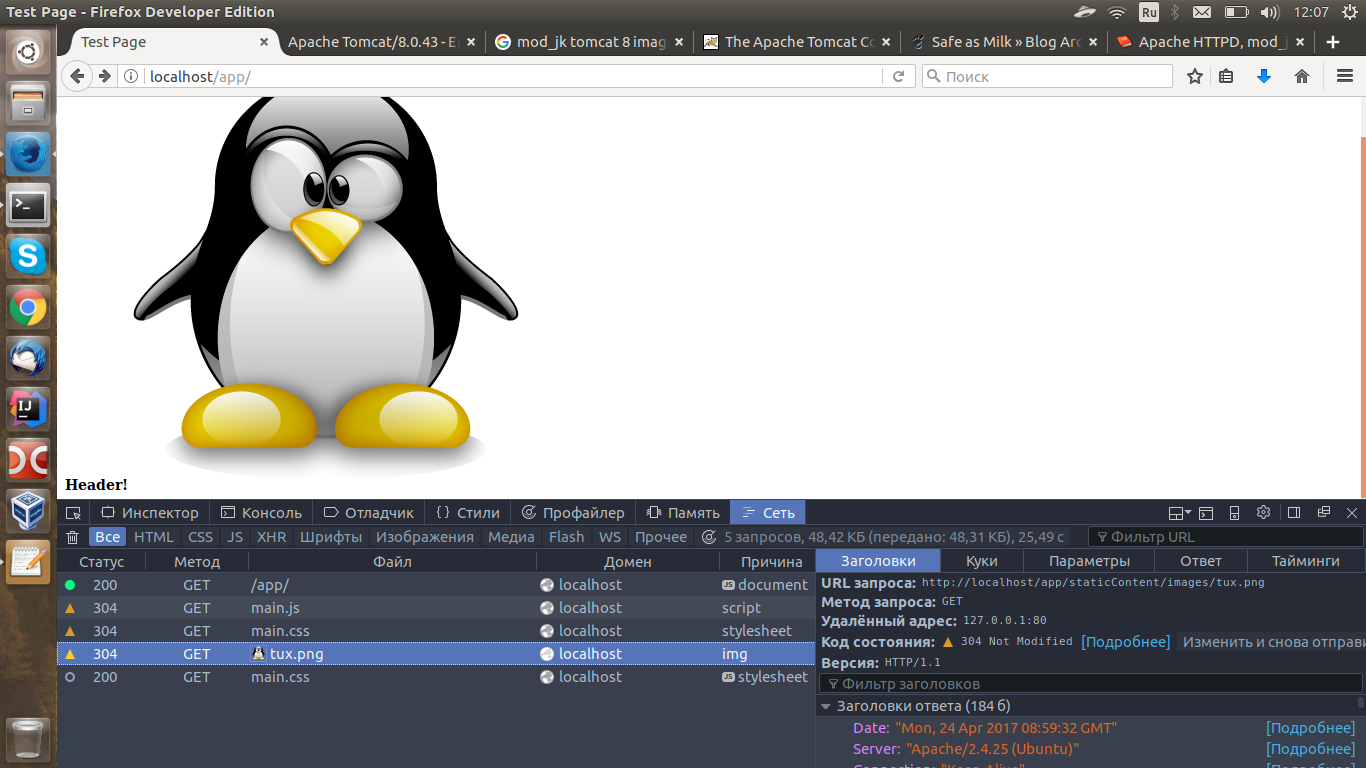 Test Page - Firefox Developer Edition
Ru
12:07
Test Page
Apache Tomcat/8.0.43 - Er
mod_jk tomcat 8 imag
The Apache Tomcat Co
Safe as Milk » Blog Arc
Apache HTTPD, mod_j
localhost/app/
Поиск
Header!
Инспектор
Консоль
Отладчик
{} Стили
Профайлер
Память
Сеть
Все
HTML
CSS
JS
XHR
Шрифты
Изображения
Медиа
Flash
WS
Прочее
5 запросов, 48,42 КБ (передано: 48,31 КБ), 25,49 с
Фильтр URL
Статус Метод Файл Домен Причина
200 GET /app/ localhost JS document
304 GET main.js localhost script
304 GET main.css localhost stylesheet
304 GET tux.png localhost img
200 GET main.css localhost JS stylesheet
Заголовки
Куки
Параметры
Ответ
Тайминги
URL запроса: http://localhost/app/staticContent/images/tux.png
Метод запроса: GET
Удалённый адрес: 127.0.0.1:80
Код состояния: 304 Not Modified [Подробнее] Изменить и снова отправи
Версия: HTTP/1.1
Фильтр заголовков
Заголовки ответа (184 б)
Date: "Mon, 24 Apr 2017 08:59:32 GMT" [Подробнее]
Server: "Apache/2.4.25 (Ubuntu)" [Подробнее]